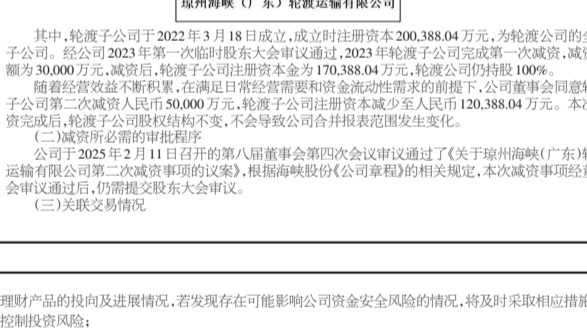 琼州海峡（广东）轮渡运输有限公司
其中,轮渡子公司于2022年3月18日成立,成立时注册资本200,388.04万元,为轮渡公司的全
子公司。经公司2023年第一次临时股东大会审议通过,2023年轮渡子公司完成第一次减资,减资
额为30,000万元,减资后,轮渡子公司注册资本金为170,388.04万元,轮渡公司仍持股100%。
随着经营效益不断积累,在满足日常经营需要和资金流动性需求的前提下,公司董事会同意轮
子公司第二次减资人民币50,000万元,轮渡子公司注册资本减少至人民币120,388.04万元。本次
资完成后,轮渡子公司股权结构不变,不会导致公司合并报表范围发生变化。
(二)减资所必需的审批程序
公司于2025年2月11日召开的第八届董事会第四次会议审议通过了《关于琼州海峡(广东)轮
运输有限公司第二次减资事项的议案》,根据海峡股份《公司章程》的相关规定,本次减资事项经董
会审议通过后,仍需提交股东大会审议。
(三)关联交易情况
理财产品的投向及进展情况,若发现存在可能影响公司资金安全风险的情况,将及时采取相应措施
控制投资风险;